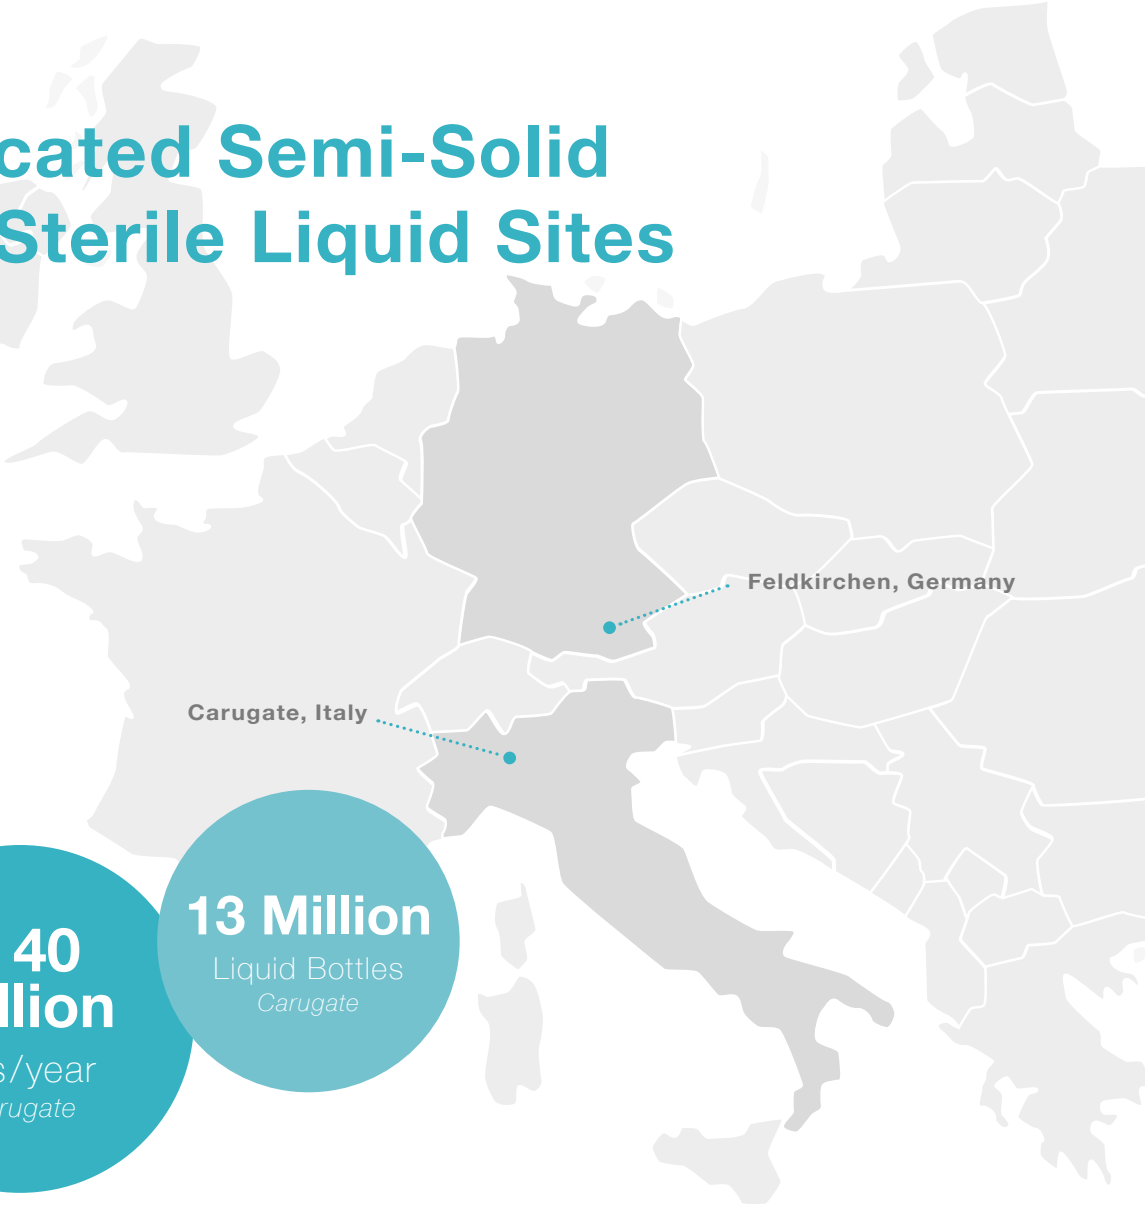 cated Semi-Solid
Sterile Liquid Sites
Feldkirchen, Germany
Carugate, Italy
13 Million
Liquid Bottles
Carugate
40
llion
s/year
rugate